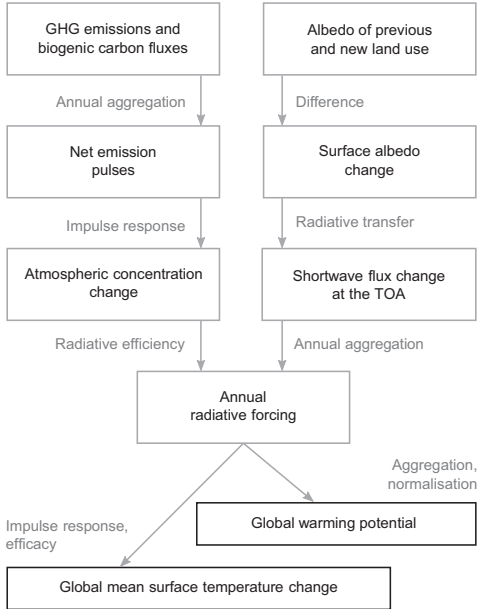 GHG emissions and
biogenic carbon fluxes
Albedo of previous
and new land use
Annual aggregation
Difference
Net emission
pulses
Surface albedo
change
Impulse response
Radiative transfer
Atmospheric concentration
change
Shortwave flux change
at the TOA
Radiative efficiency
Annual aggregation
Annual
radiative forcing
Aggregation,
normalisation
Global warming potential
Impulse response,
efficacy
Global mean surface temperature change